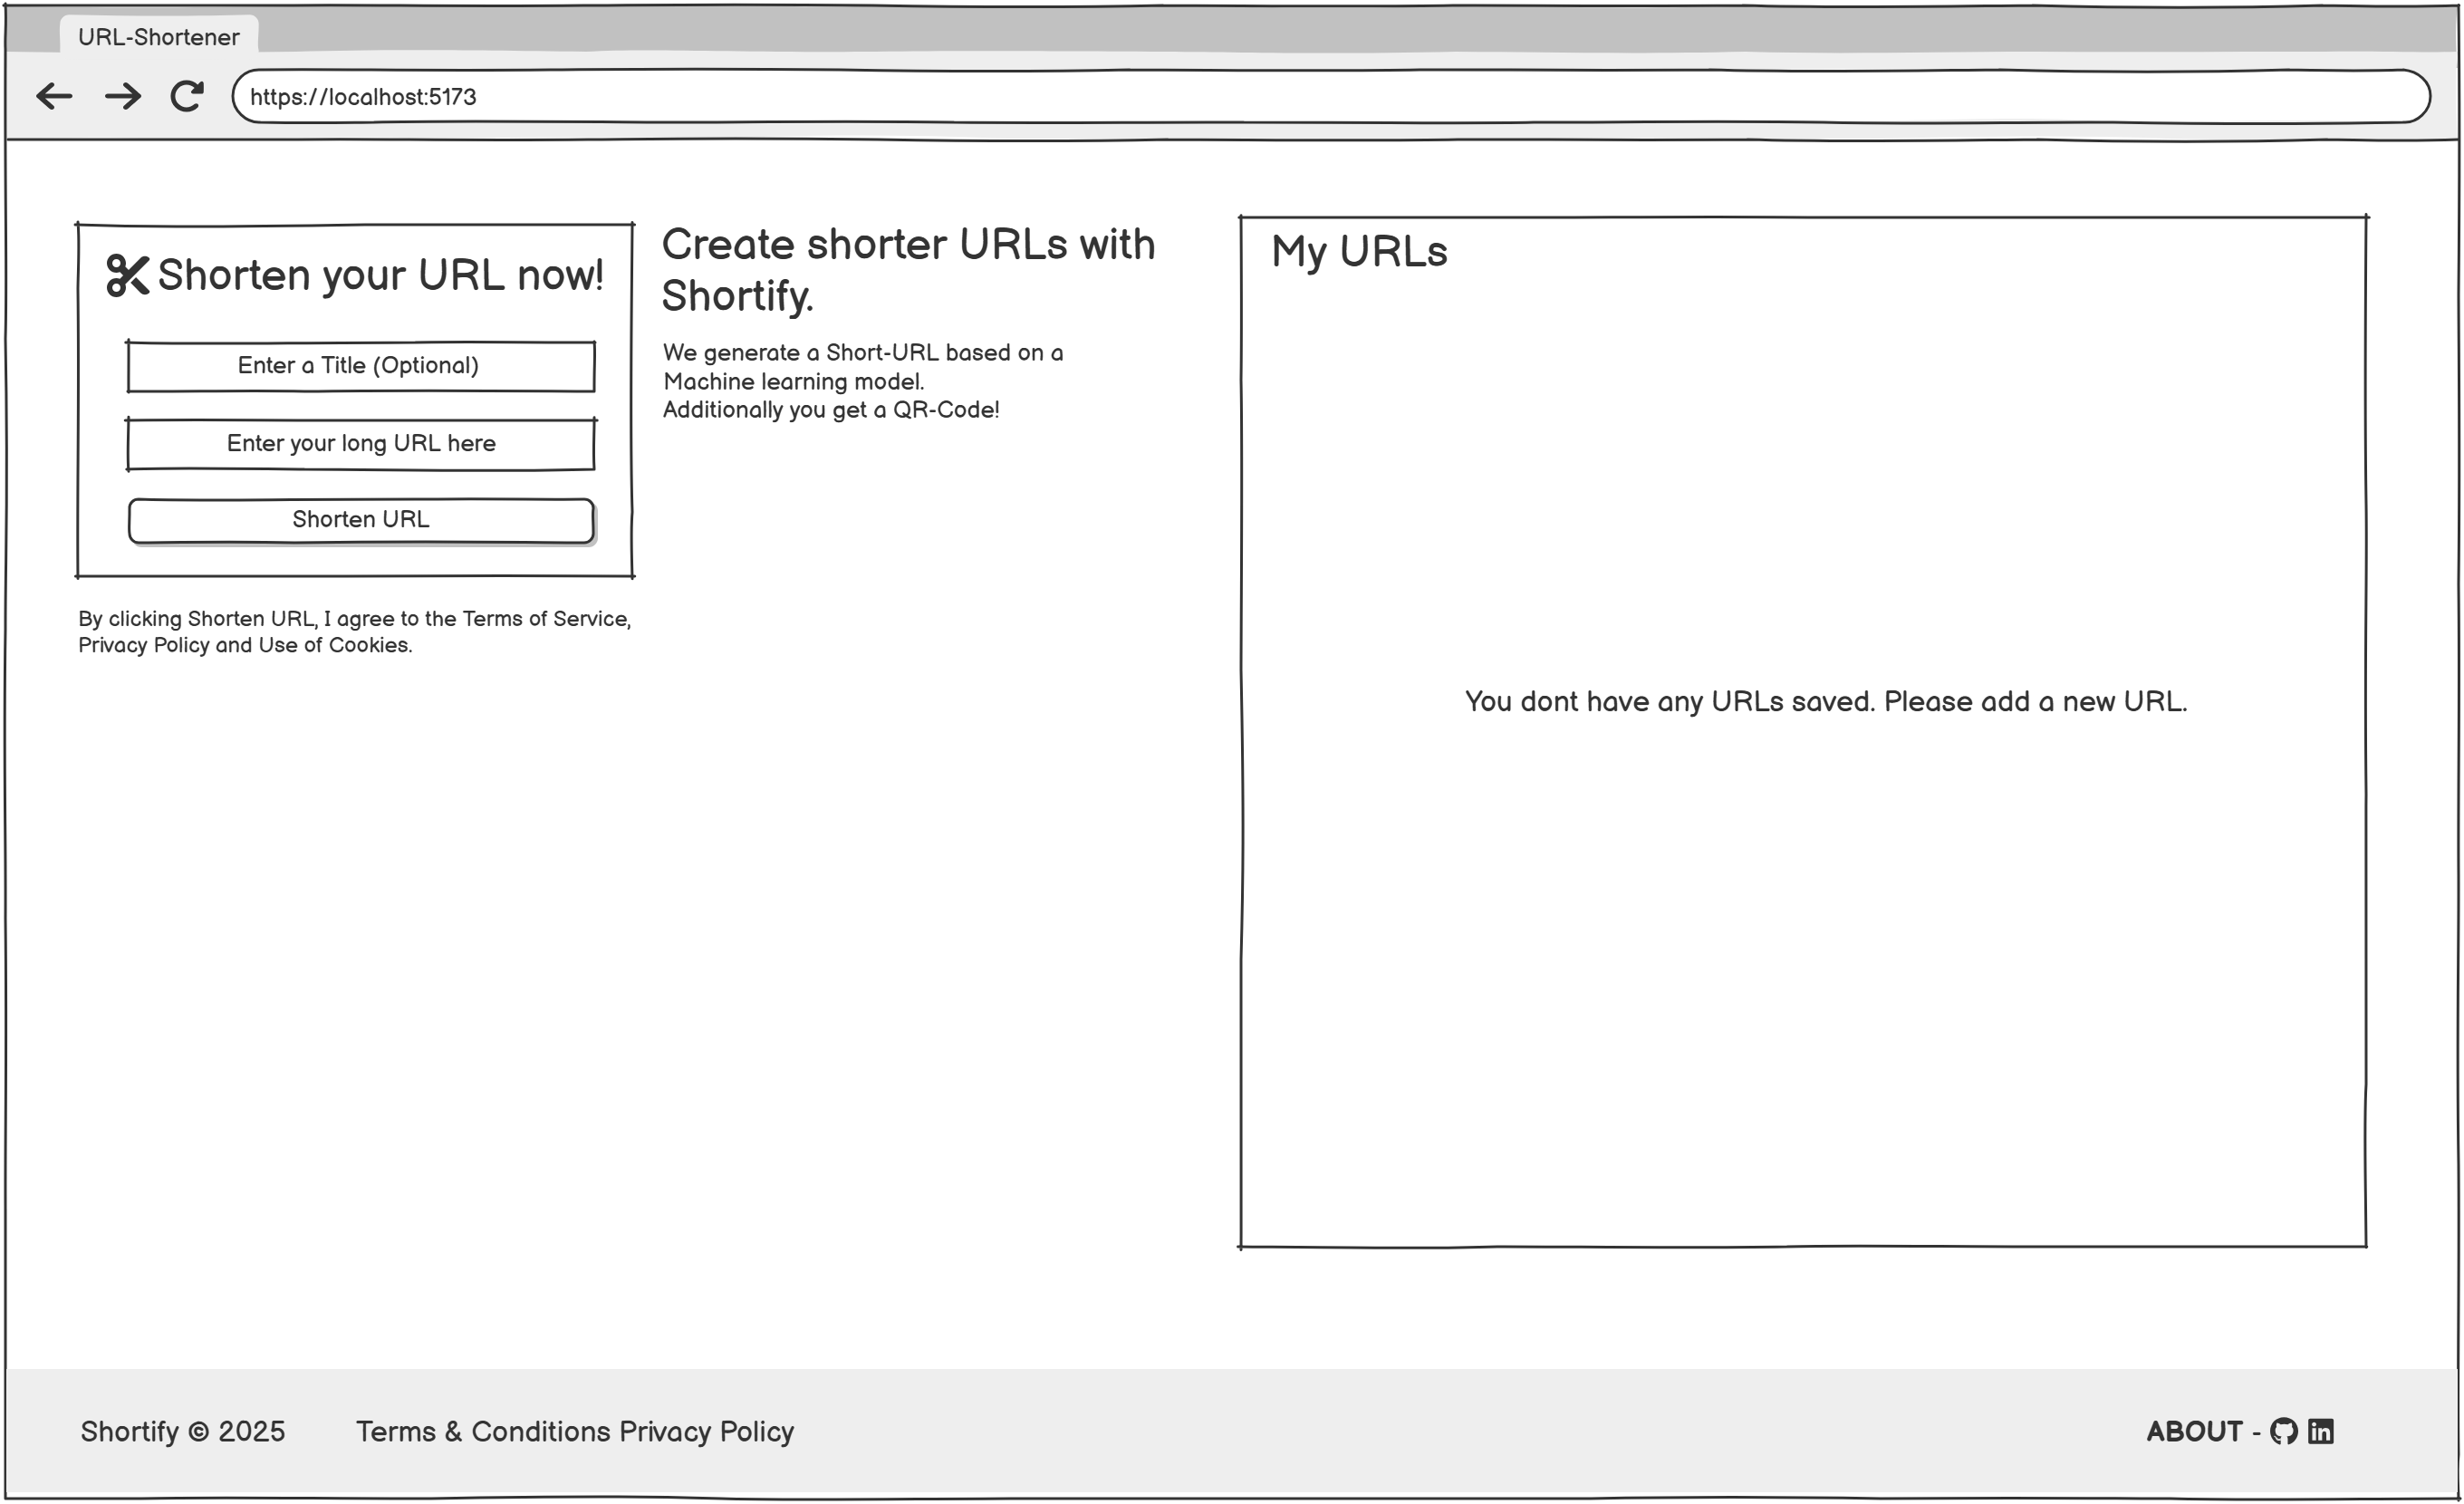 URL-Shortener
https://localhost:5173
Shorten your URL now!
Enter a Title (Optional)
Enter your long URL here
Shorten URL
By clicking Shorten URL, I agree to the Terms of Service,
Privacy Policy and Use of Cookies.
Create shorter URLs with
Shortify.
We generate a Short-URL based on a
Machine learning model.
Additionally you get a QR-Code!
My URLs
You dont have any URLs saved. Please add a new URL.
Shortify © 2025
Terms & Conditions Privacy Policy
ABOUT - in